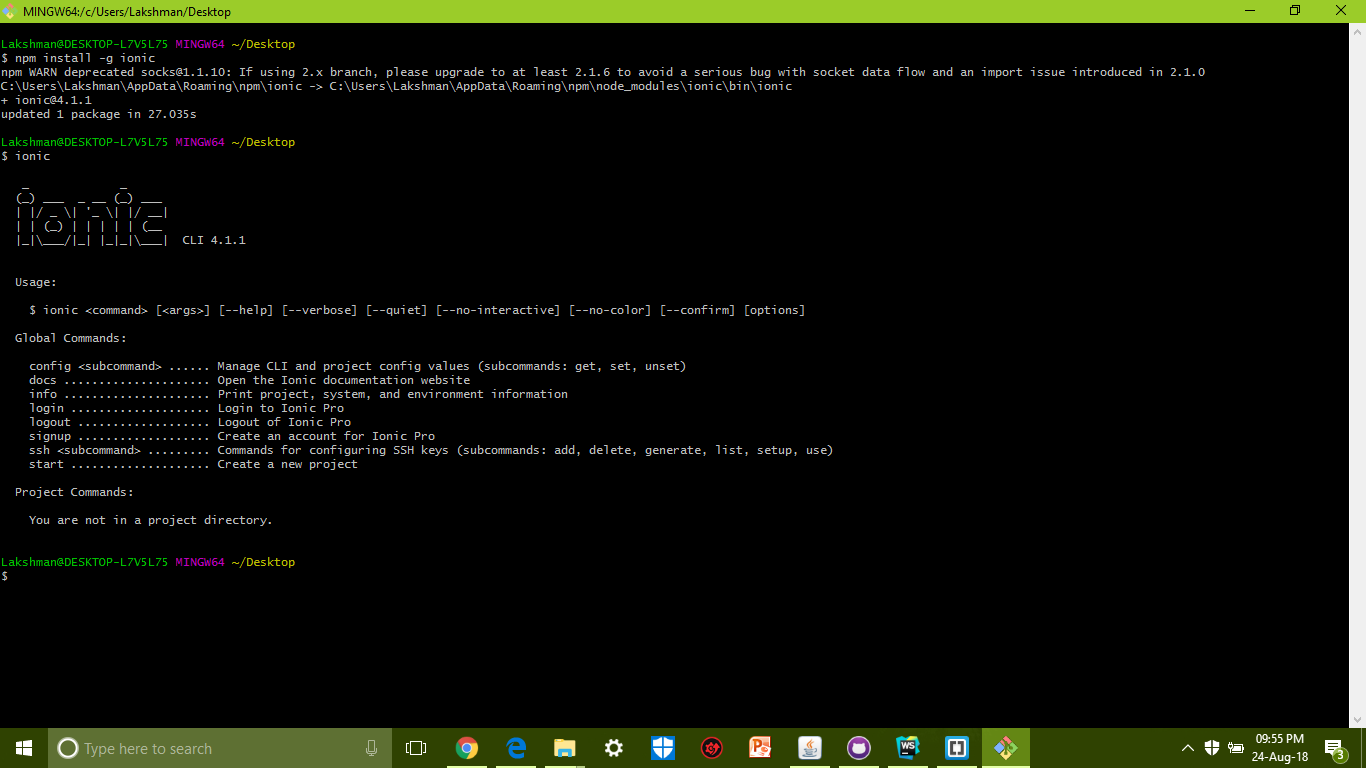 MINGW64:/c/Users/Lakshman/Desktop
Lakshman@DESKTOP-L7V5L75 MINGW64 ~/Desktop
$ npm install -g ionic
npm WARN deprecated socks@1.1.10: If using 2.x branch, please upgrade to at least 2.1.6 to avoid a serious bug with socket data flow and an import issue introduced in 2.1.0
C:\Users\Lakshman\AppData\Roaming\npm\ionic -> C:\Users\Lakshman\AppData\Roaming\npm\node_modules\ionic\bin\ionic
+ ionic@4.1.1
updated 1 package in 27.035s
Lakshman@DESKTOP-L7V5L75 MINGW64 ~/Desktop
$ ionic
ionic CLI 4.1.1
Usage:
$ ionic <command> [<args>] [--help] [--verbose] [--quiet] [--no-interactive] [--no-color] [--confirm] [options]
Global Commands:
config <subcommand> ...... Manage CLI and project config values (subcommands: get, set, unset)
docs ..................... Open the Ionic documentation website
info ..................... Print project, system, and environment information
login .................... Login to Ionic Pro
logout ................... Logout of Ionic Pro
signup ................... Create an account for Ionic Pro
ssh <subcommand> ......... Commands for configuring SSH keys (subcommands: add, delete, generate, list, setup, use)
start .................... Create a new project
Project Commands:
You are not in a project directory.
Lakshman@DESKTOP-L7V5L75 MINGW64 ~/Desktop
$
Type here to search
WS
09:55 PM
24-Aug-18
3